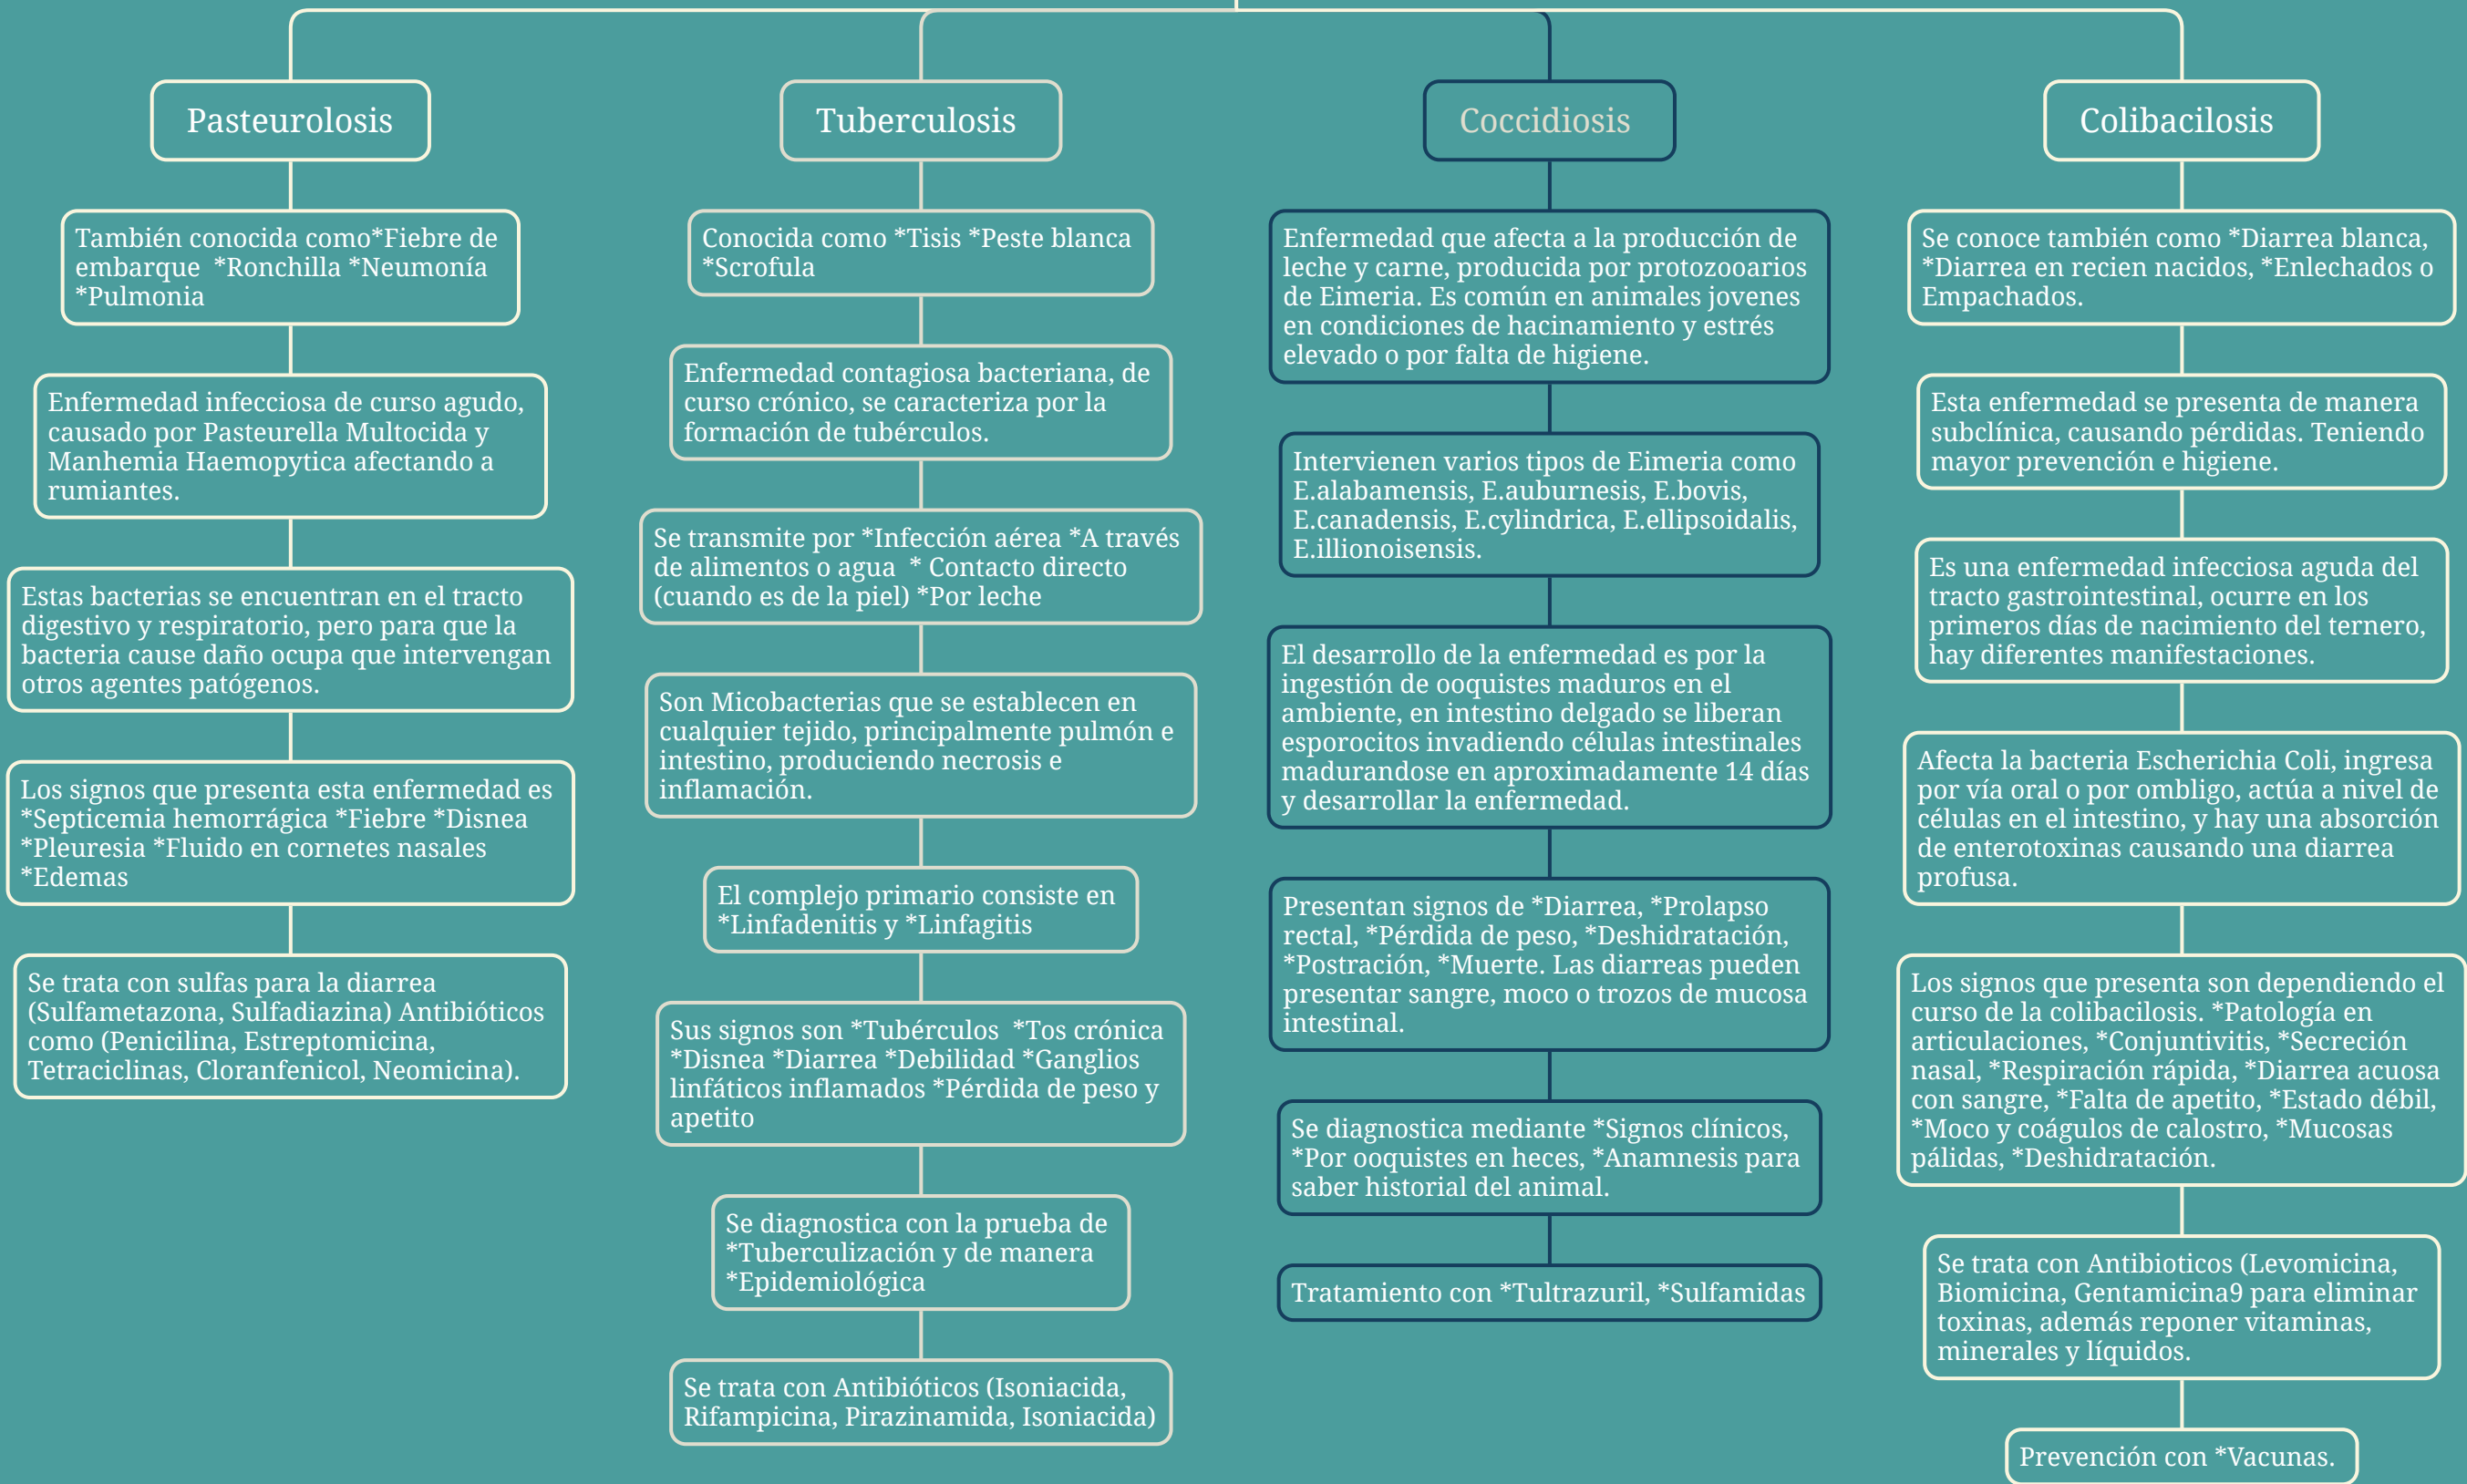 Pasteurolosis
También conocida como*Fiebre de
embarque  *Ronchilla *Neumonía
*Pulmonia
Enfermedad infecciosa de curso agudo,
causado por Pasteurella Multocida y
Manhemia Haemopytica afectando a
rumiantes.
Estas bacterias se encuentran en el tracto
digestivo y respiratorio, pero para que la
bacteria cause daño ocupa que intervengan
otros agentes patógenos.
Los signos que presenta esta enfermedad es
*Septicemia hemorrágica *Fiebre *Disnea
*Pleuresia *Fluido en cornetes nasales
*Edemas
Se trata con sulfas para la diarrea
(Sulfametazona, Sulfadiazina) Antibióticos
como (Penicilina, Estreptomicina,
Tetraciclinas, Cloranfenicol, Neomicina).
Tuberculosis
Conocida como *Tisis *Peste blanca
*Scrofula
Enfermedad contagiosa bacteriana, de
curso crónico, se caracteriza por la
formación de tubérculos.
Se transmite por *Infección aérea *A través
de alimentos o agua  * Contacto directo
(cuando es de la piel) *Por leche
Son Micobacterias que se establecen en
cualquier tejido, principalmente pulmón e
intestino, produciendo necrosis e
inflamación.
El complejo primario consiste en
*Linfadenitis y *Linfagitis
Sus signos son *Tubérculos  *Tos crónica
*Disnea *Diarrea *Debilidad *Ganglios
linfáticos inflamados *Pérdida de peso y
apetito
Se diagnostica con la prueba de
*Tuberculización y de manera
*Epidemiológica
Se trata con Antibióticos (Isoniacida,
Rifampicina, Pirazinamida, Isoniacida)
Coccidiosis
Enfermedad que afecta a la producción de
leche y carne, producida por protozooarios
de Eimeria. Es común en animales jovenes
en condiciones de hacinamiento y estrés
elevado o por falta de higiene.
Intervienen varios tipos de Eimeria como
E.alabamensis, E.auburnesis, E.bovis,
E.canadensis, E.cylindrica, E.ellipsoidalis,
E.illionoisensis.
El desarrollo de la enfermedad es por la
ingestión de ooquistes maduros en el
ambiente, en intestino delgado se liberan
esporocitos invadiendo células intestinales
madurandose en aproximadamente 14 días
y desarrollar la enfermedad.
Presentan signos de *Diarrea, *Prolapso
rectal, *Pérdida de peso, *Deshidratación,
*Postración, *Muerte. Las diarreas pueden
presentar sangre, moco o trozos de mucosa
intestinal.
Se diagnostica mediante *Signos clínicos,
*Por ooquistes en heces, *Anamnesis para
saber historial del animal.
Tratamiento con *Tultrazuril, *Sulfamidas
Colibacilosis
Se conoce también como *Diarrea blanca,
*Diarrea en recien nacidos, *Enlechados o
Empachados.
Esta enfermedad se presenta de manera
subclínica, causando pérdidas. Teniendo
mayor prevención e higiene.
Es una enfermedad infecciosa aguda del
tracto gastrointestinal, ocurre en los
primeros días de nacimiento del ternero,
hay diferentes manifestaciones.
Afecta la bacteria Escherichia Coli, ingresa
por vía oral o por ombligo, actúa a nivel de
células en el intestino, y hay una absorción
de enterotoxinas causando una diarrea
profusa.
Los signos que presenta son dependiendo el
curso de la colibacilosis. *Patología en
articulaciones, *Conjuntivitis, *Secreción
nasal, *Respiración rápida, *Diarrea acuosa
con sangre, *Falta de apetito, *Estado débil,
*Moco y coágulos de calostro, *Mucosas
pálidas, *Deshidratación.
Se trata con Antibioticos (Levomicina,
Biomicina, Gentamicina9 para eliminar
toxinas, además reponer vitaminas,
minerales y líquidos.
Prevención con *Vacunas.